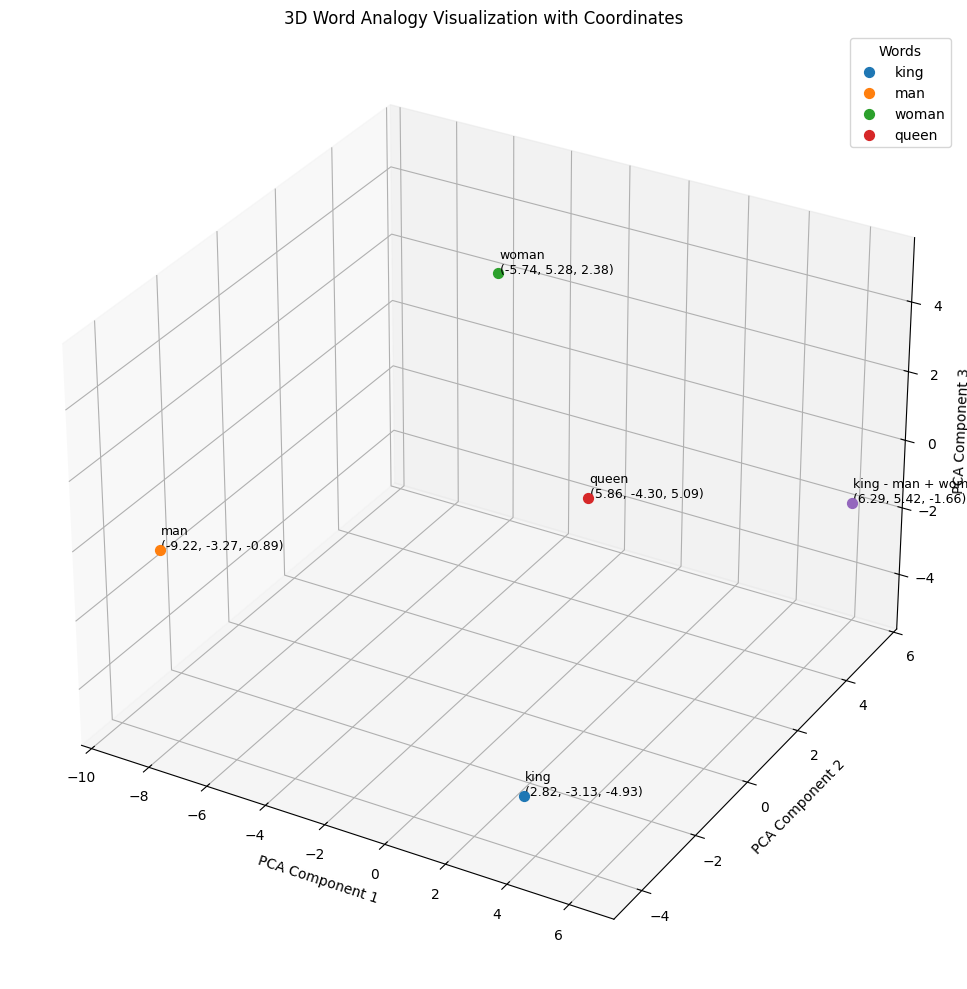 3D Word Analogy Visualization with Coordinates
Words
king
man
woman
queen
woman
(-5.74, 5.28, 2.38)
queen
(5.86, -4.30, 5.09)
king - man + wom
(6.29, 5.42, -1.66)
man
(-9.22, -3.27, -0.89)
king
(2.82, -3.13, -4.93)
4
2
0
−2
−4
PCA Component 3
6
4
2
0
−2
−4
PCA Component 2
−10
−8
−6
−4
−2
0
2
4
6
PCA Component 1